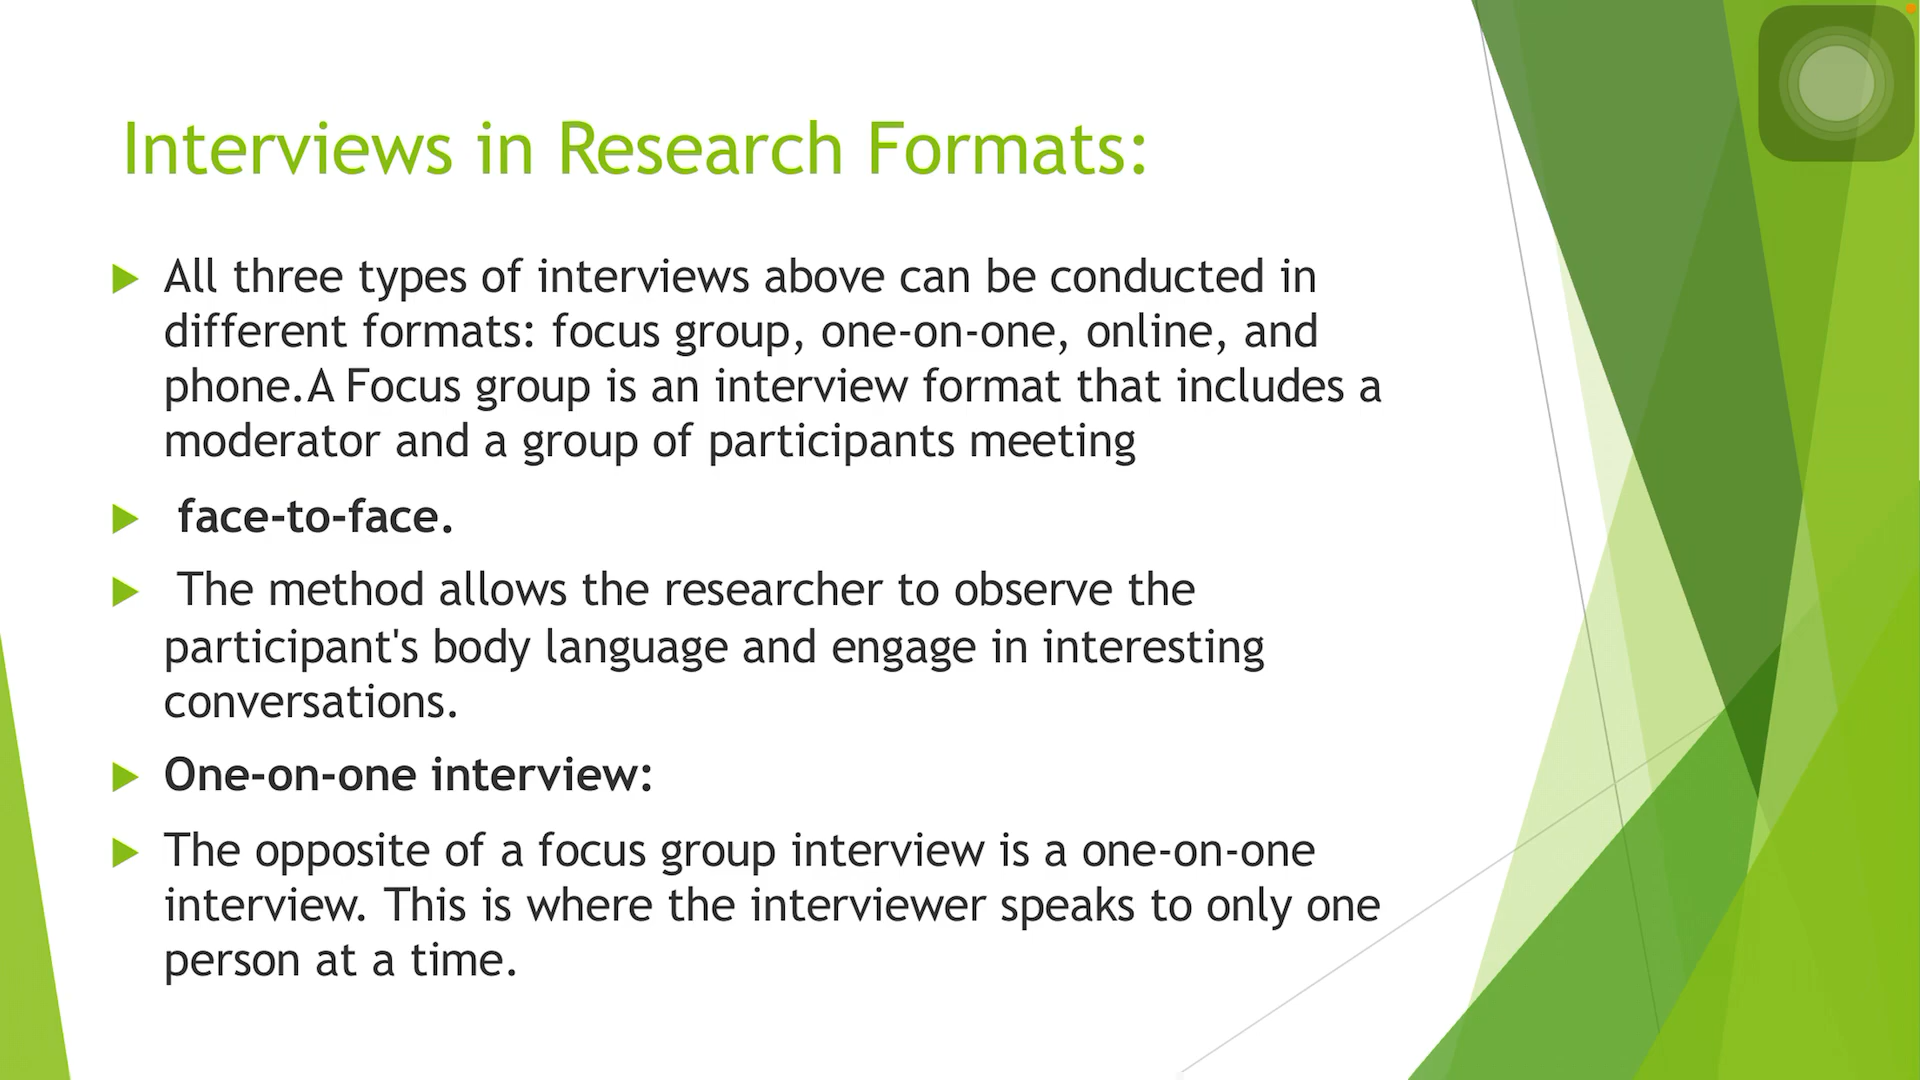 Interviews in Research Formats:
All three types of interviews above can be conducted in
different formats: focus group, one-on-one, online, and
phone.A Focus group is an interview format that includes a
moderator and a group of participants meeting
face-to-face.
The method allows the researcher to observe the
participant's body language and engage in interesting
conversations.
One-on-one interview:
The opposite of a focus group interview is a one-on-one
interview. This is where the interviewer speaks to only one
person at a time.